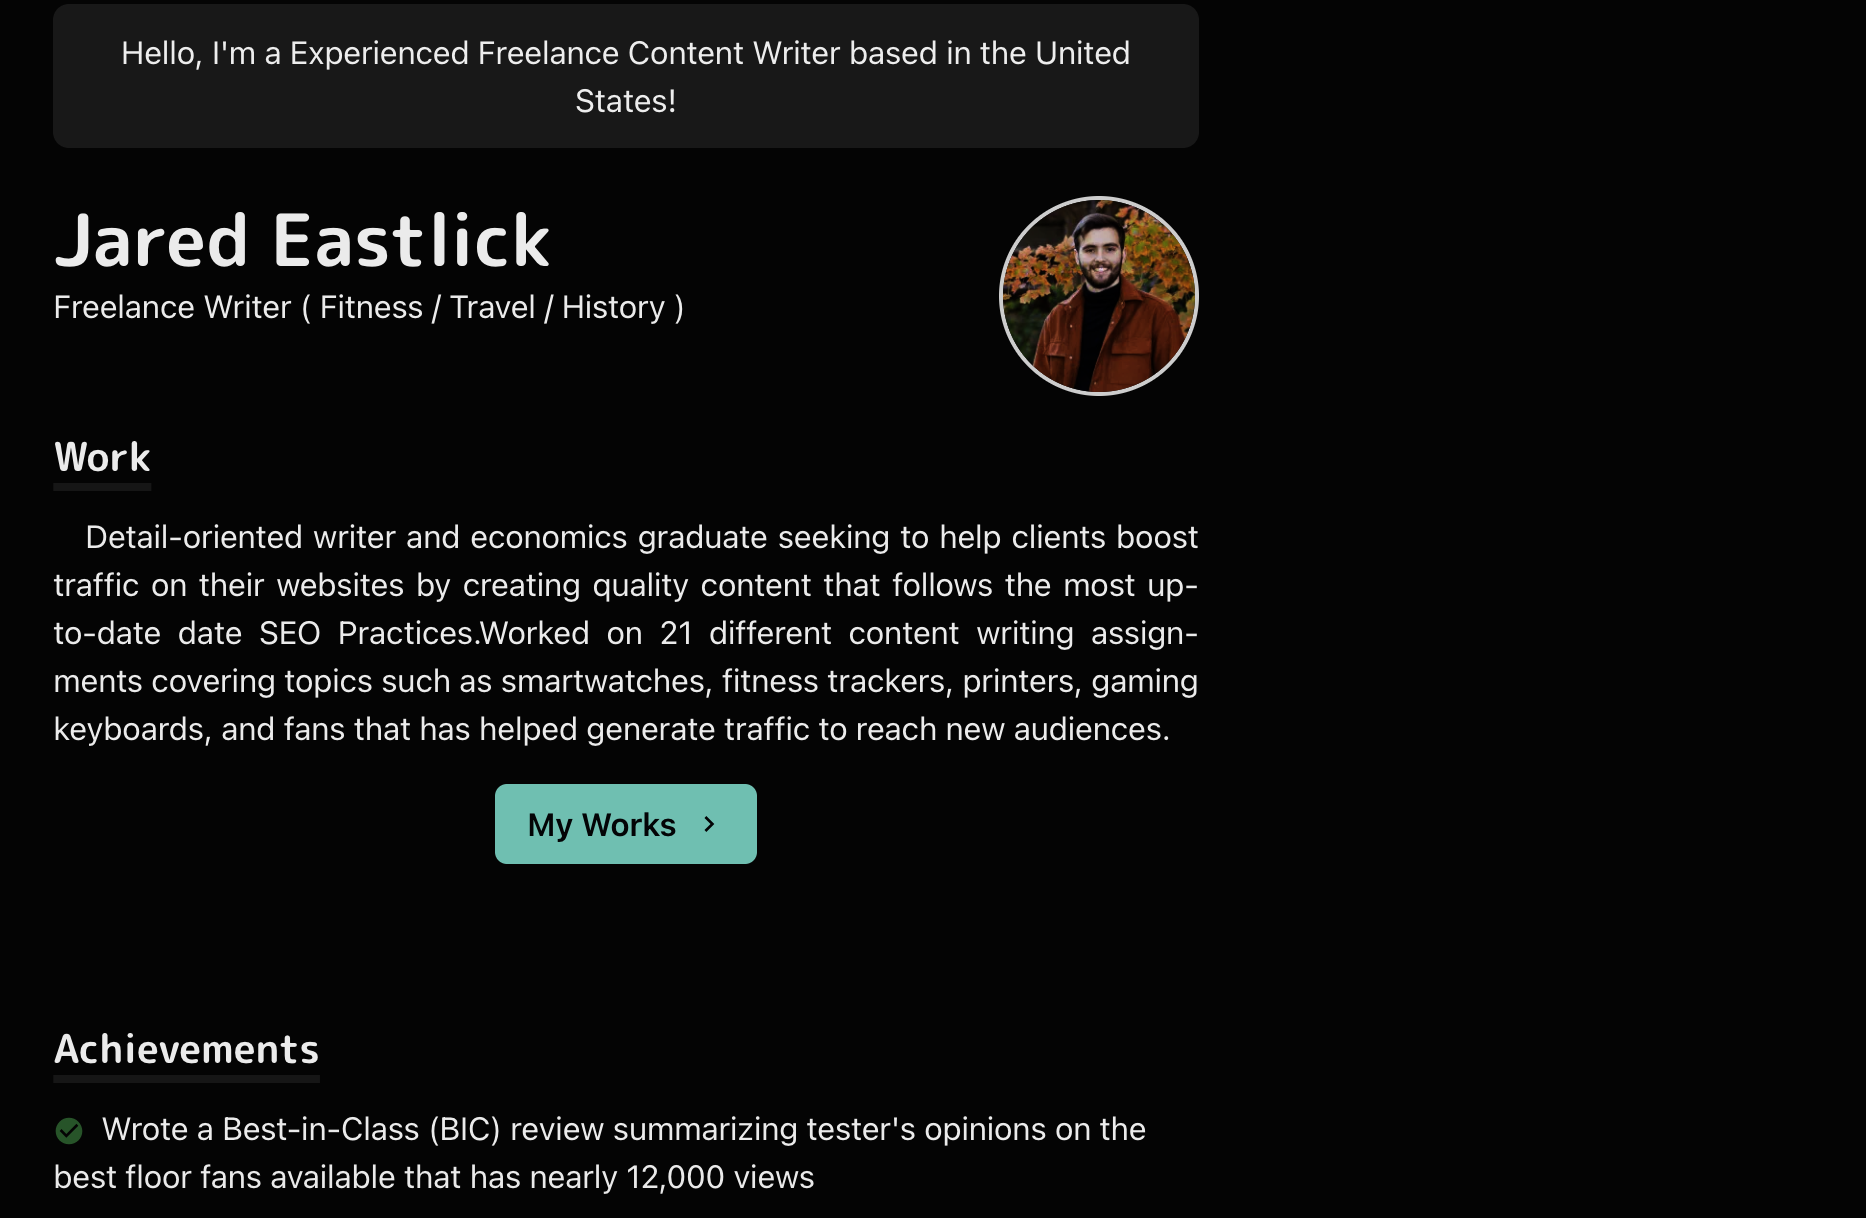 Hello, I'm a Experienced Freelance Content Writer based in the United
States!
Jared Eastlick
Freelance Writer ( Fitness / Travel / History )
Work
Detail-oriented writer and economics graduate seeking to help clients boost
traffic on their websites by creating quality content that follows the most up-
to-date date SEO Practices.Worked on 21 different content writing assign-
ments covering topics such as smartwatches, fitness trackers, printers, gaming
keyboards, and fans that has helped generate traffic to reach new audiences.
My Works
Achievements
Wrote a Best-in-Class (BIC) review summarizing tester's opinions on the
best floor fans available that has nearly 12,000 views